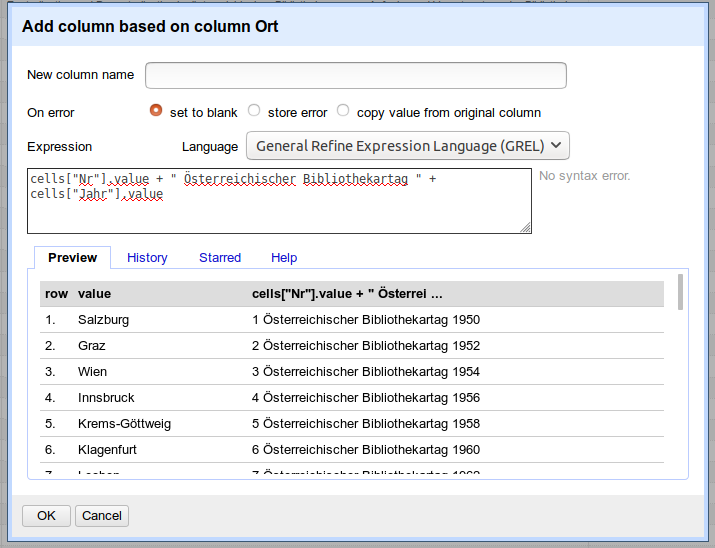 Add column based on column Ort
New column name
On error set to blank store error copy value from original column
Expression Language General Refine Expression Language (GREL)
cells["Nr"].value + " Österreichischer Bibliothekartag " +
cells["Jahr"].value
No syntax error.
Preview History Starred Help
row value cells["Nr"].value + " Österrei ...
1. Salzburg 1 Österreichischer Bibliothekartag 1950
2. Graz 2 Österreichischer Bibliothekartag 1952
3. Wien 3 Österreichischer Bibliothekartag 1954
4. Innsbruck 4 Österreichischer Bibliothekartag 1956
5. Krems-Göttweig 5 Österreichischer Bibliothekartag 1958
6. Klagenfurt 6 Österreichischer Bibliothekartag 1960
7. Österreichischer Bibliothekartag
OK Cancel